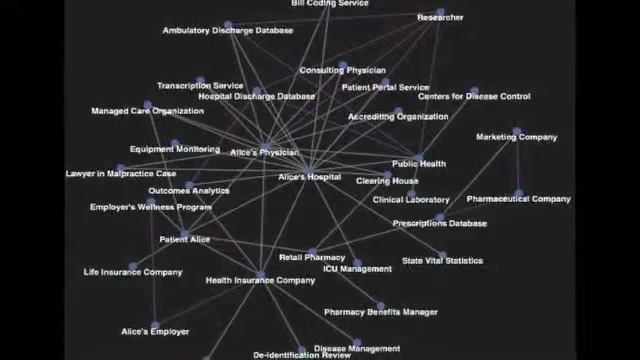 Bill Coding Service
Researcher
Ambulatory Discharge Database
Consulting Physician
Transcription Service
Patient Portal Service
Hospital Discharge Database
Centers for Disease Control
Managed Care Organization
Accrediting Organization
Marketing Company
Equipment Monitoring
Alice's Physician
Public Health
Lawyer in Malpractice Case
Alice's Hospital
Clearing House
Outcomes Analytics
Clinical Laboratory
Pharmaceutical Company
Employer's Wellness Program
Prescriptions Database
Patient Alice
Retail Pharmacy
State Vital Statistics
Life Insurance Company
ICU Management
Health Insurance Company
Pharmacy Benefits Manager
Alice's Employer
Disease Management
De-identification Review